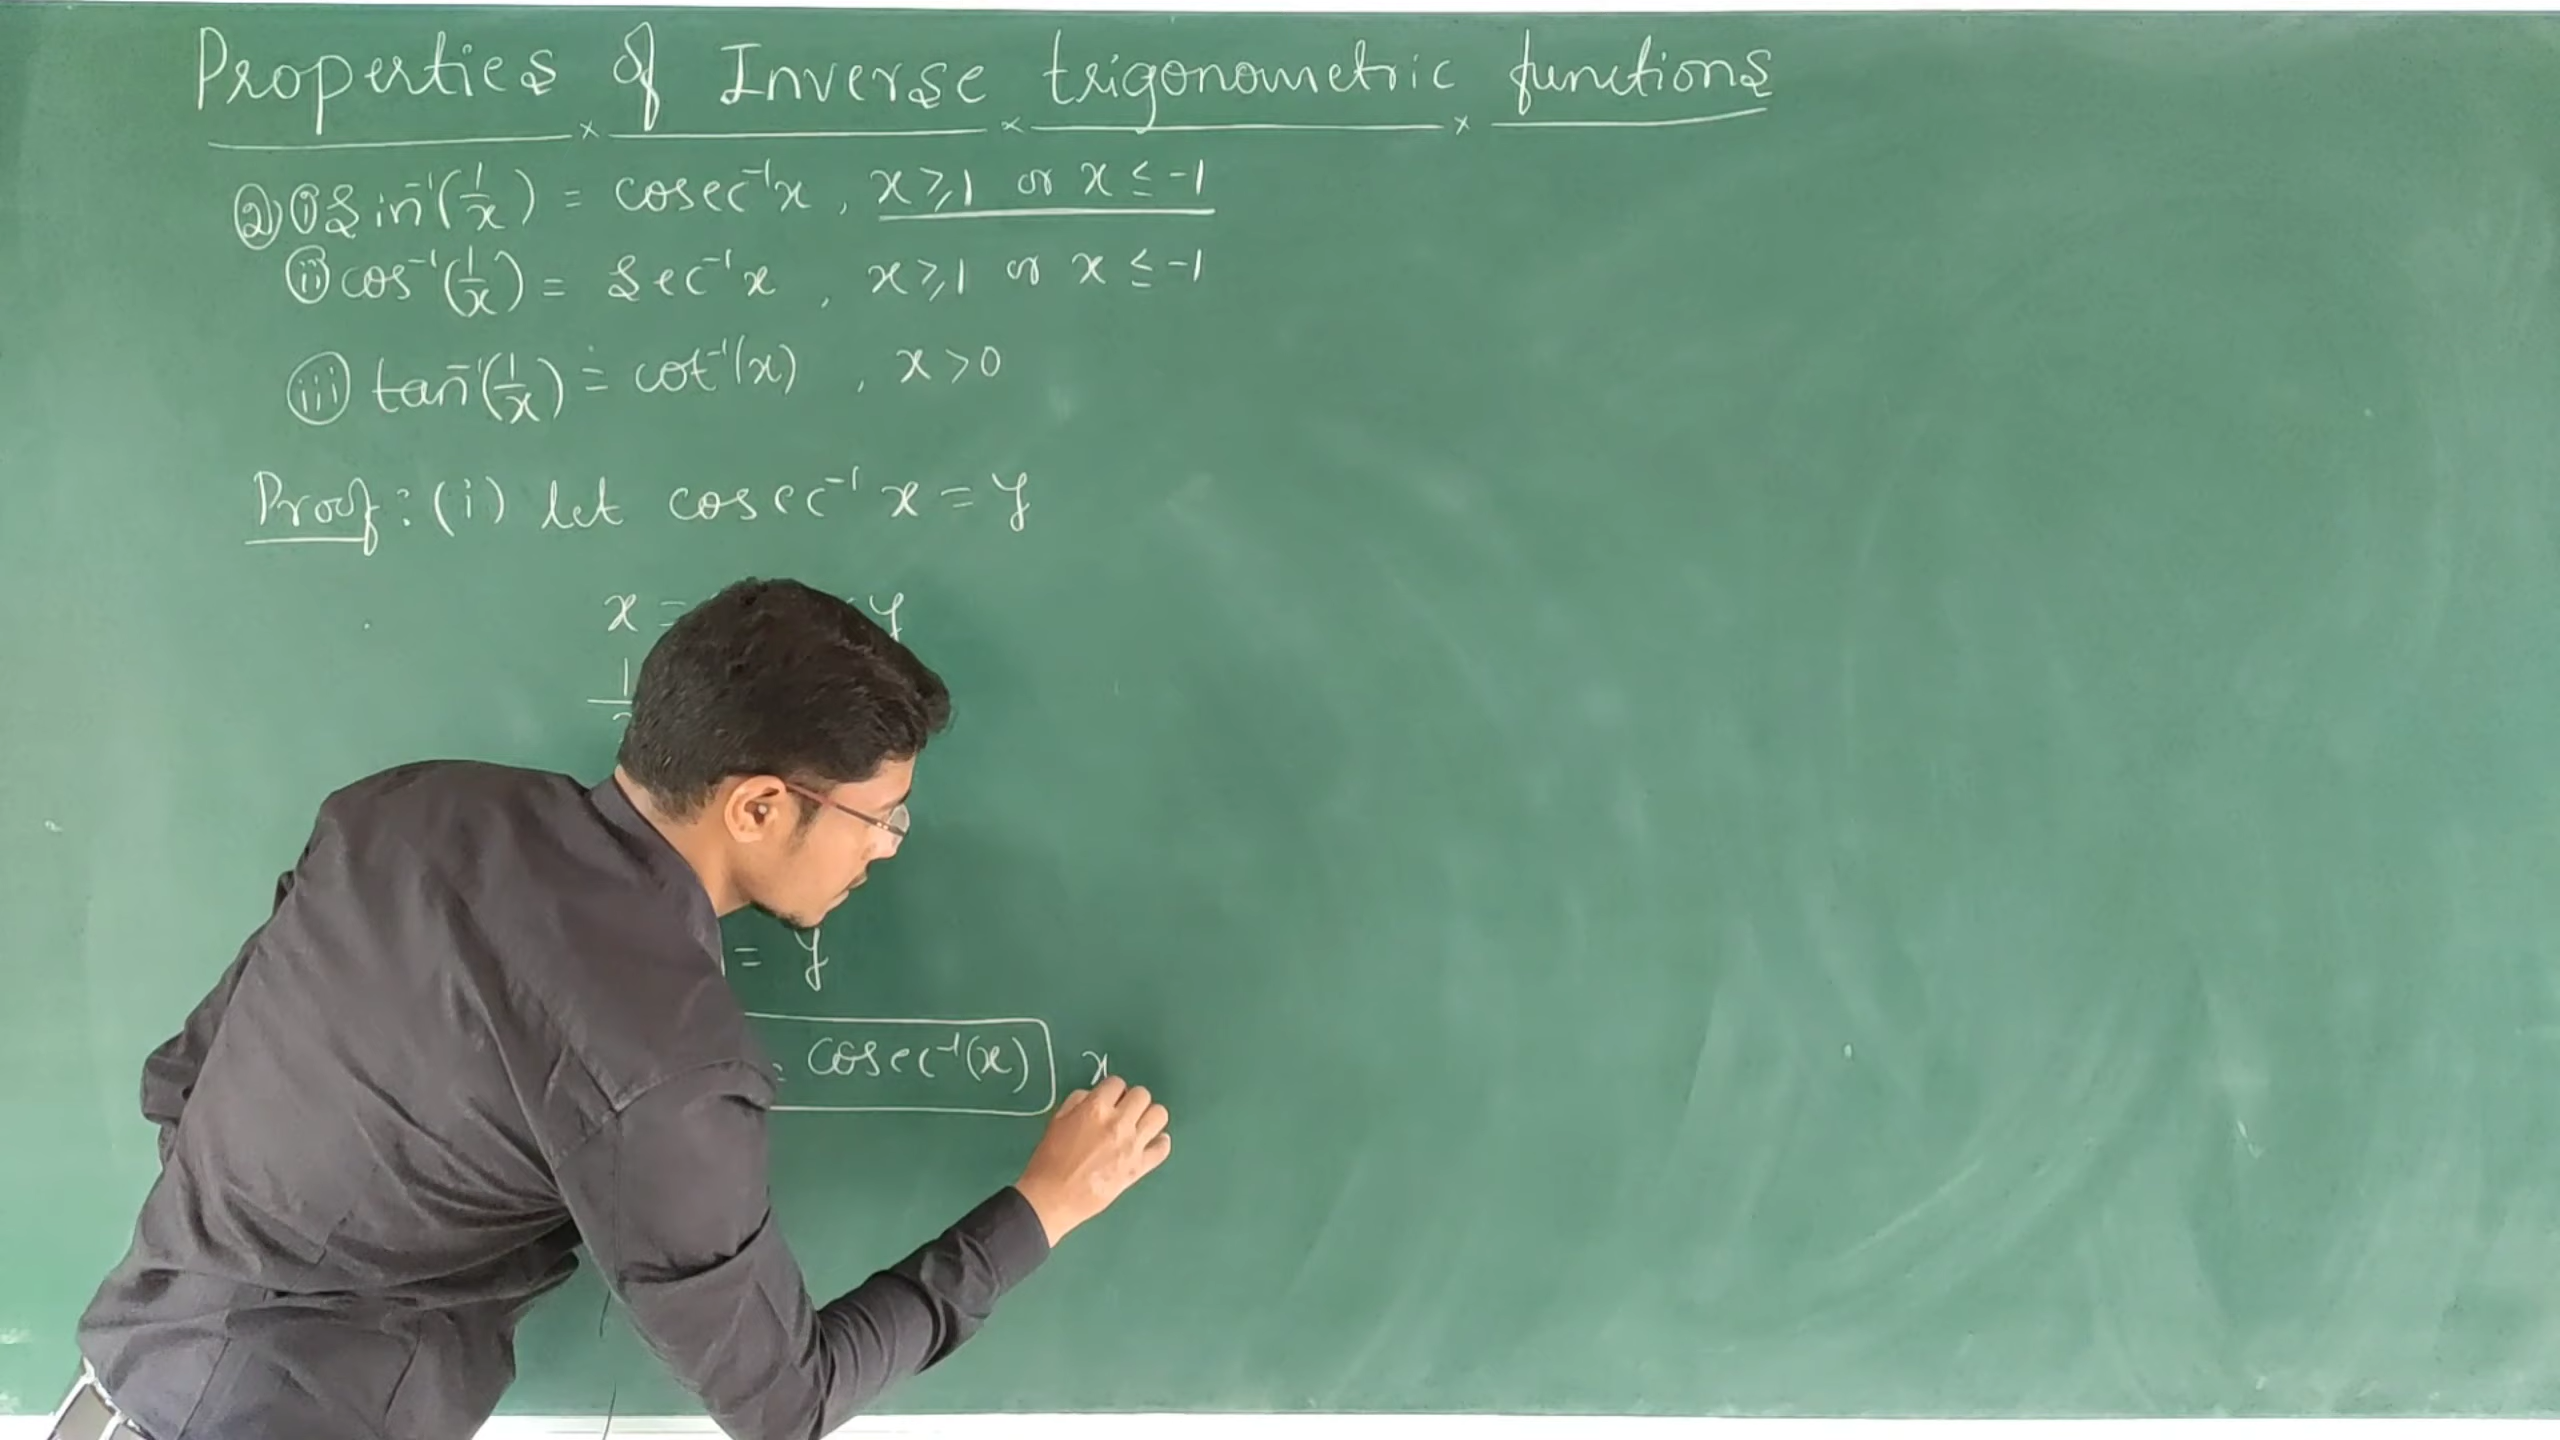 Properties of Inverse trigonometric functions
② ⓘ Sin⁻¹(1/x) = cosec⁻¹x , x ⩾ 1 or x ≤ -1
ⓘⓘ cos⁻¹(1/x) = Sec⁻¹x , x ⩾ 1 or x ≤ -1
ⓘⓘⓘ tan⁻¹(1/x) = cot⁻¹(x) , x > 0
Proof : (i) let cosec⁻¹ x = y
x = y
1
= y
= cosec⁻¹(x) x